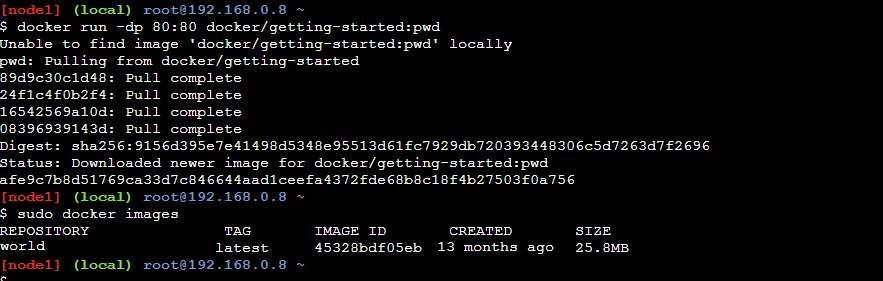 [node1] (local) root@192.168.0.8 ~
$ docker run -dp 80:80 docker/getting-started:pwd
Unable to find image 'docker/getting-started:pwd' locally
pwd: Pulling from docker/getting-started
89d9c30c1d48: Pull complete
24f1c4f0b2f4: Pull complete
16542569a10d: Pull complete
08396939143d: Pull complete
Digest: sha256:9156d395e7e41498d5348e95513d61fc7929db720393448306c5d7263d7f2696
Status: Downloaded newer image for docker/getting-started:pwd
afe9c7b8d51769ca33d7c846644aad1ceefa4372fde68b8c18f4b27503f0a756
[node1] (local) root@192.168.0.8 ~
$ sudo docker images
REPOSITORY TAG IMAGE ID CREATED SIZE
world latest 45328bdf05eb 13 months ago 25.8MB
[node1] (local) root@192.168.0.8 ~
$